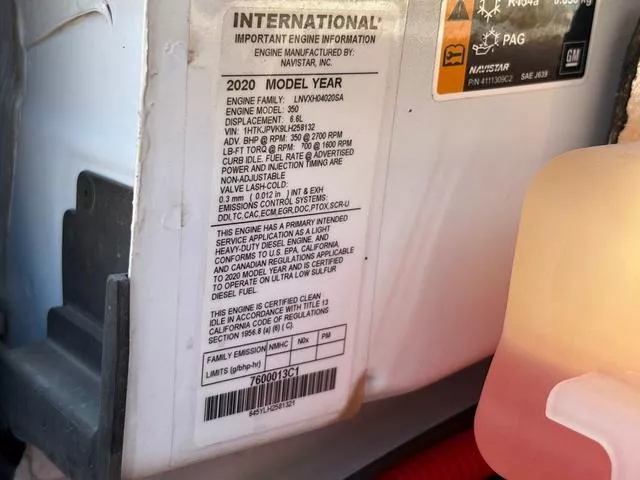 INTERNATIONAL®
IMPORTANT ENGINE INFORMATION
ENGINE MANUFACTURED BY:
NAVISTAR, INC.
2020 MODEL YEAR
ENGINE FAMILY: LNVXH04020SA
ENGINE MODEL: 350
DISPLACEMENT: 6.6L
VIN: 1HTKJPVK9LH258132
ADV. BHP @ RPM: 350 @ 2700 RPM
LB-FT TORQ @ RPM: 700 @ 1600 RPM
CURB IDLE, FUEL RATE @ ADVERTISED
POWER AND INJECTION TIMING ARE
NON-ADJUSTABLE
VALVE LASH-COLD:
0.3 mm ( 0.012 in ) INT & EXH
EMISSIONS CONTROL SYSTEMS:
DDI,TC,CAC,ECM,EGR,DOC,PTOX,SCR-U
THIS ENGINE HAS A PRIMARY INTENDED
SERVICE APPLICATION AS A LIGHT
HEAVY-DUTY DIESEL ENGINE, AND
CONFORMS TO U.S. EPA, CALIFORNIA,
AND CANADIAN REGULATIONS APPLICABLE
TO 2020 MODEL YEAR AND IS CERTIFIED
TO OPERATE ON ULTRA LOW SULFUR
DIESEL FUEL.
THIS ENGINE IS CERTIFIED CLEAN
IDLE IN ACCORDANCE WITH TITLE 13
CALIFORNIA CODE OF REGULATIONS
SECTION 1956.8 (a) (6) ( C).
FAMILY EMISSION NMHC N0x PM
LIMITS (g/bhp-hr)
7600013C1
645YLH2581321
PAG
NAVISTAR
P/N 4111309C2 SAE J639
GM